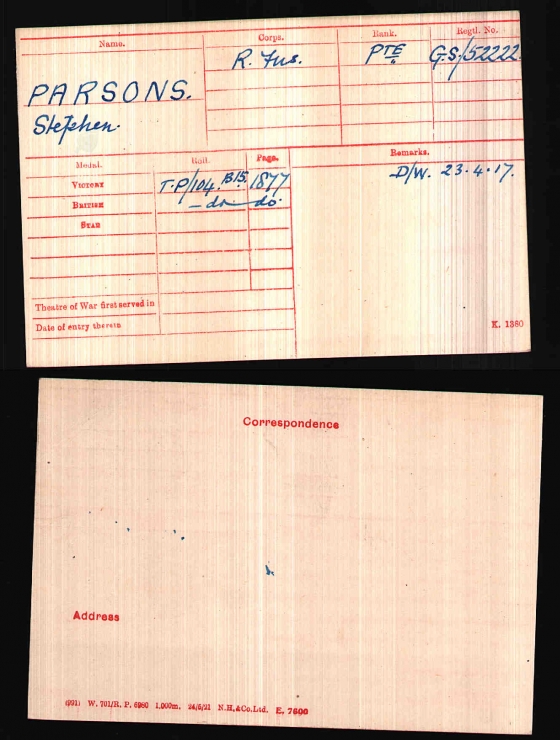 Name. Corps. Rank. Regtl. No.
R. Fus. PTE G.S./52222.
PARSONS.
Stephen.
Medal. Roll. Page. Remarks.
VICTORY T.P/104.B15. 1877 D/W. 23.4.17.
BRITISH - do do.
STAR
Theatre of War first served in
Date of entry therein
K. 1380
Correspondence
Address
(991) W. 701/R. P. 6980 1,000m. 24/5/21 N.H.&Co.Ltd. E. 7600